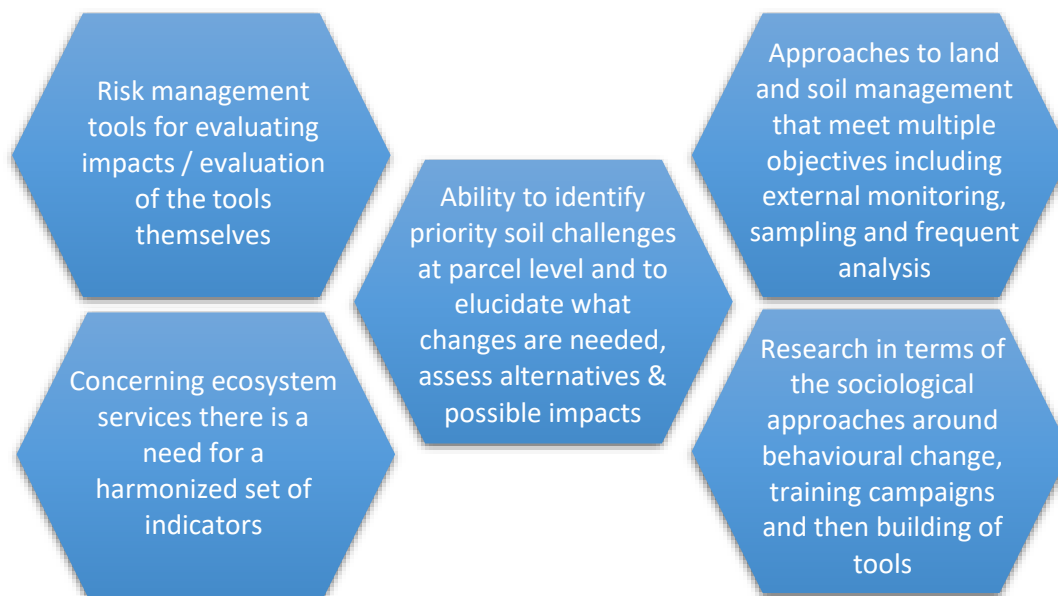 Risk management
tools for evaluating
impacts / evaluation
of the tools
themselves
Concerning ecosystem
services there is a
need for a
harmonized set of
indicators
Ability to identify
priority soil challenges
at parcel level and to
elucidate what
changes are needed,
assess alternatives &
possible impacts
Approaches to land
and soil management
that meet multiple
objectives including
external monitoring,
sampling and frequent
analysis
Research in terms of
the sociological
approaches around
behavioural change,
training campaigns
and then building of
tools